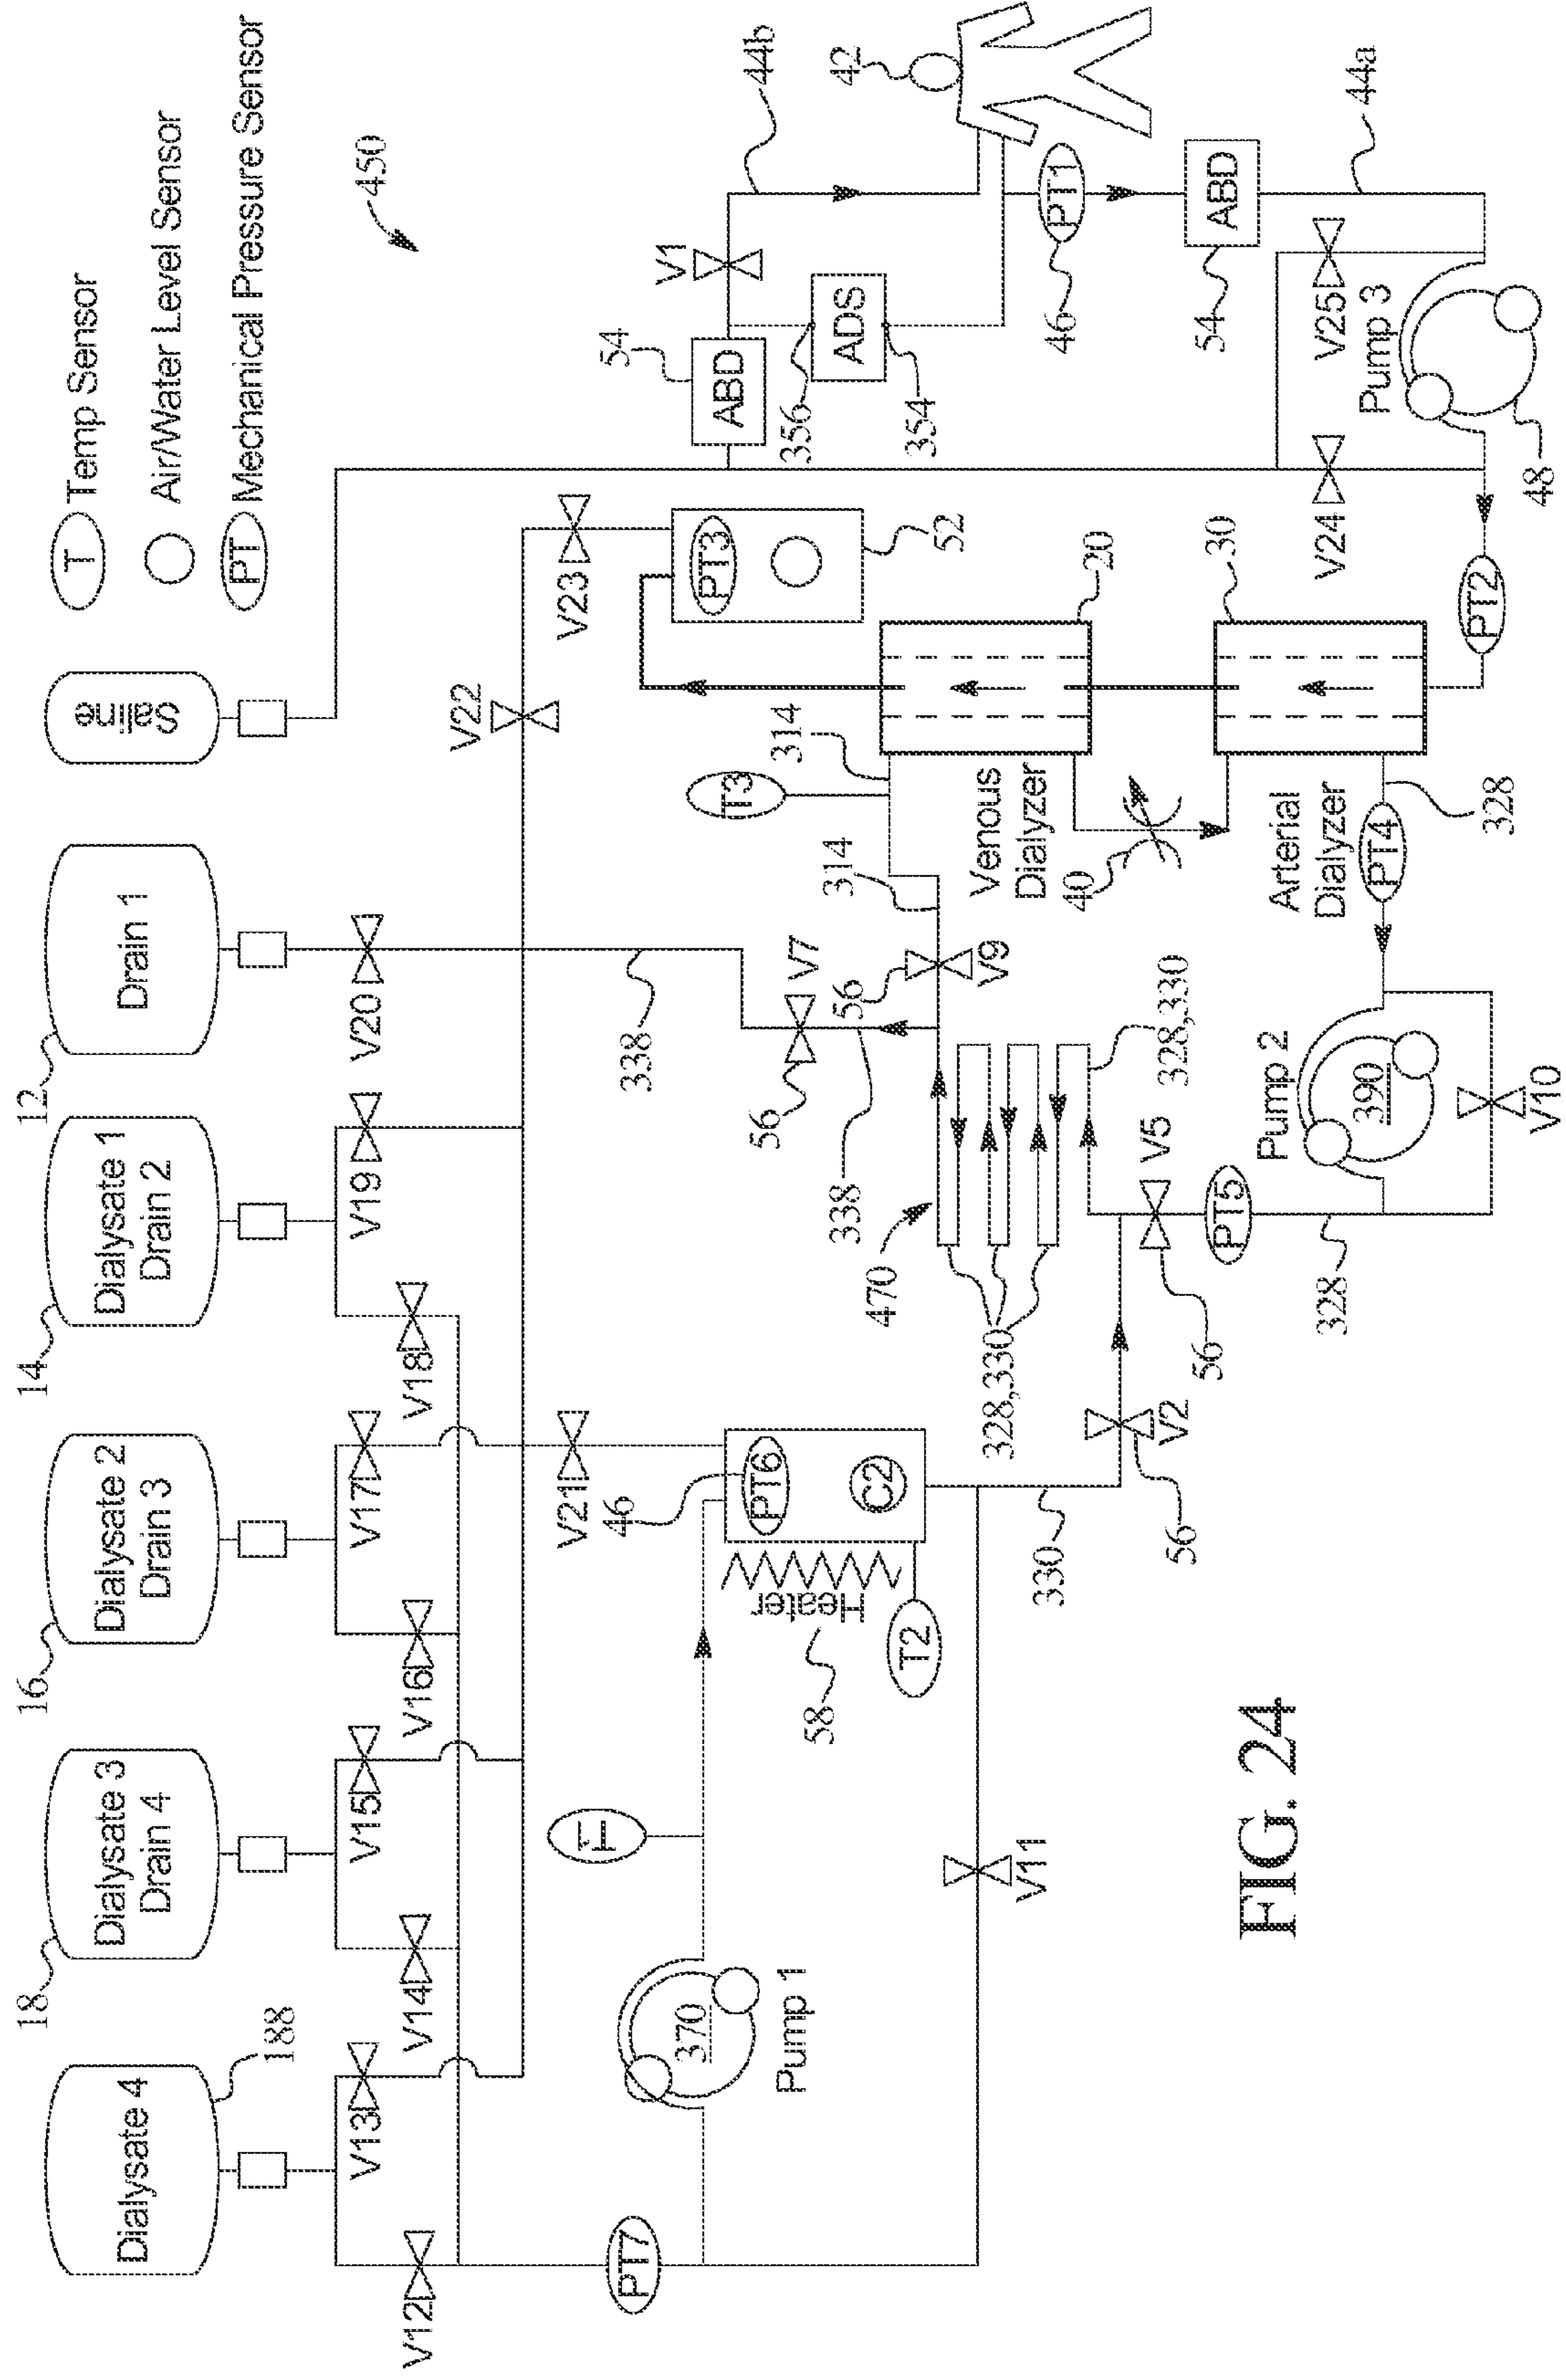 18
16
14
12
Dialysate 4
Dialysate 3
Drain 4
Dialysate 2
Drain 3
Dialysate 1
Drain 2
Drain 1
Saline
T
Temp Sensor
Air/Water Level Sensor
PT
Mechanical Pressure Sensor
188
V12
V13
V14
V15
V16
V17
V18
V19
V20
V22
V23
V21
450
PT7
T1
370
Pump 1
PT6
46
C2
Heater
58
T2
V11
330
V2
56
338
338
V7
56
56
V9
470
328,330
328,330
V5
56
PT5
328
Pump 2
390
V10
T3
314
314
Venous
Dialyzer
20
40
Arterial
Dialyzer
30
PT4
328
PT3
52
PT2
54
ABD
V1
44b
356
ADS
354
42
PT1
46
ABD
54
44a
V24
V25
Pump 3
48
FIG. 24